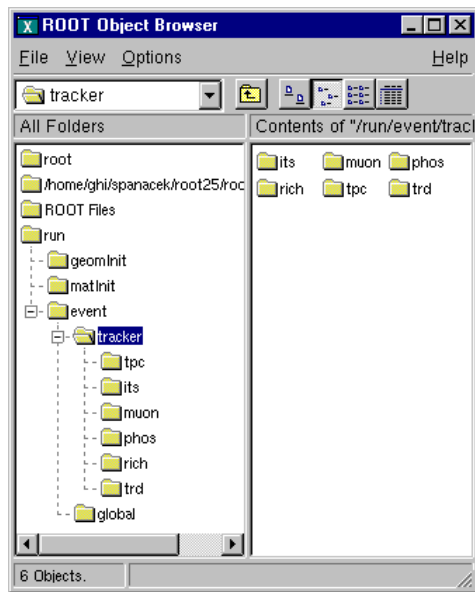 ROOT Object Browser
File View Options Help
tracker
All Folders
Contents of "/run/event/tracl
root
/home/ghi/spanacek/root25/roo
ROOT Files
run
geomInit
matInit
event
tracker
tpc
its
muon
phos
rich
trd
global
its muon phos
rich tpc trd
6 Objects.